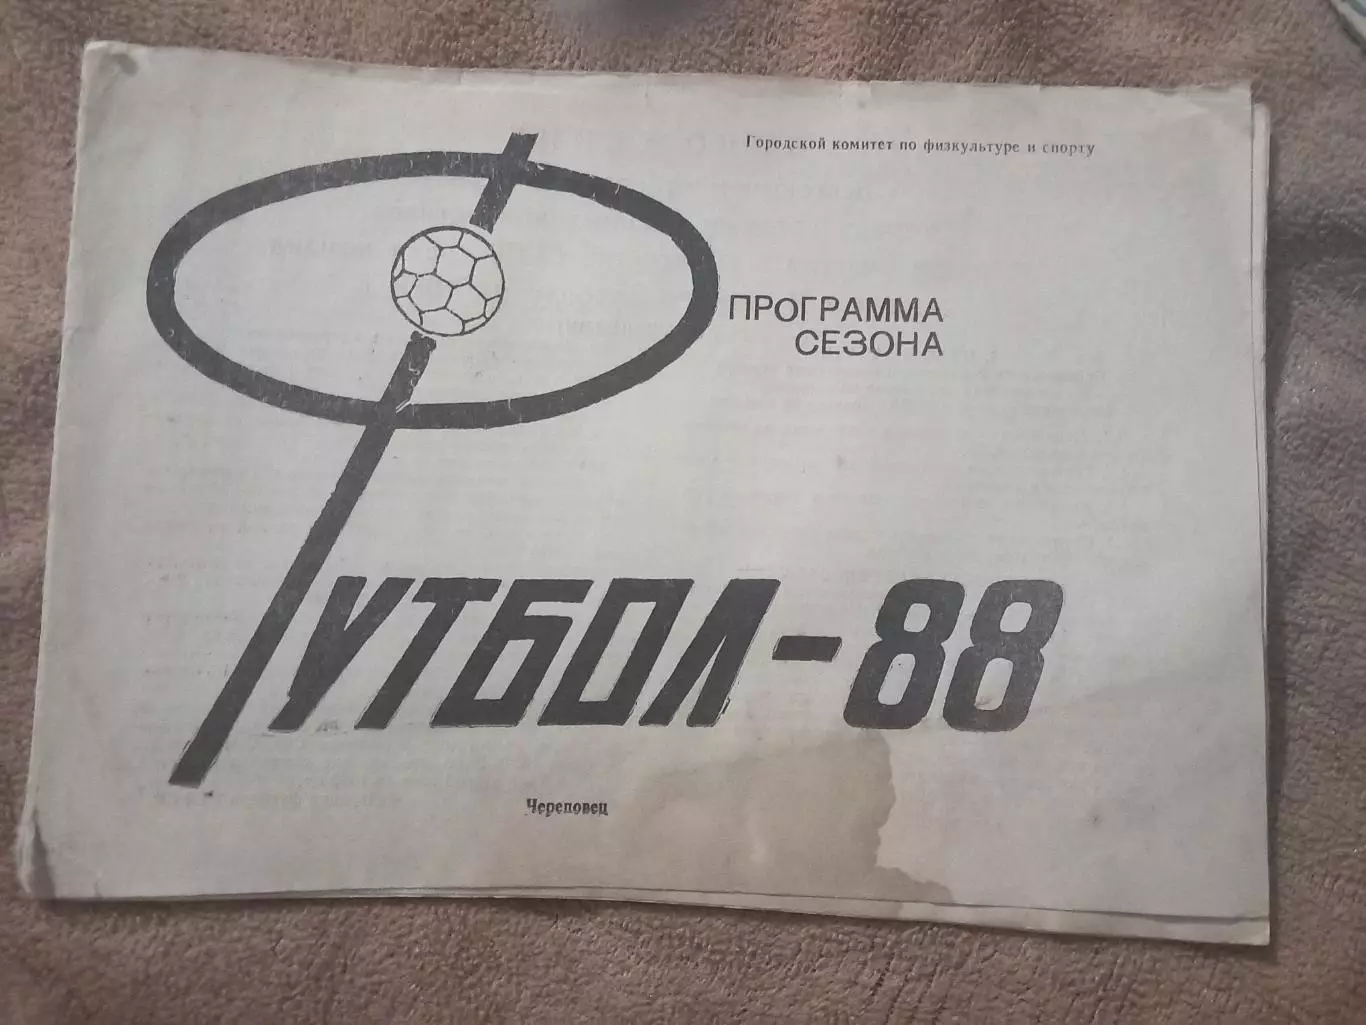 Городской комитет по физкультуре и спорту
ПРОГРАММА
СЕЗОНА
ФУТБОЛ-88
Череповец